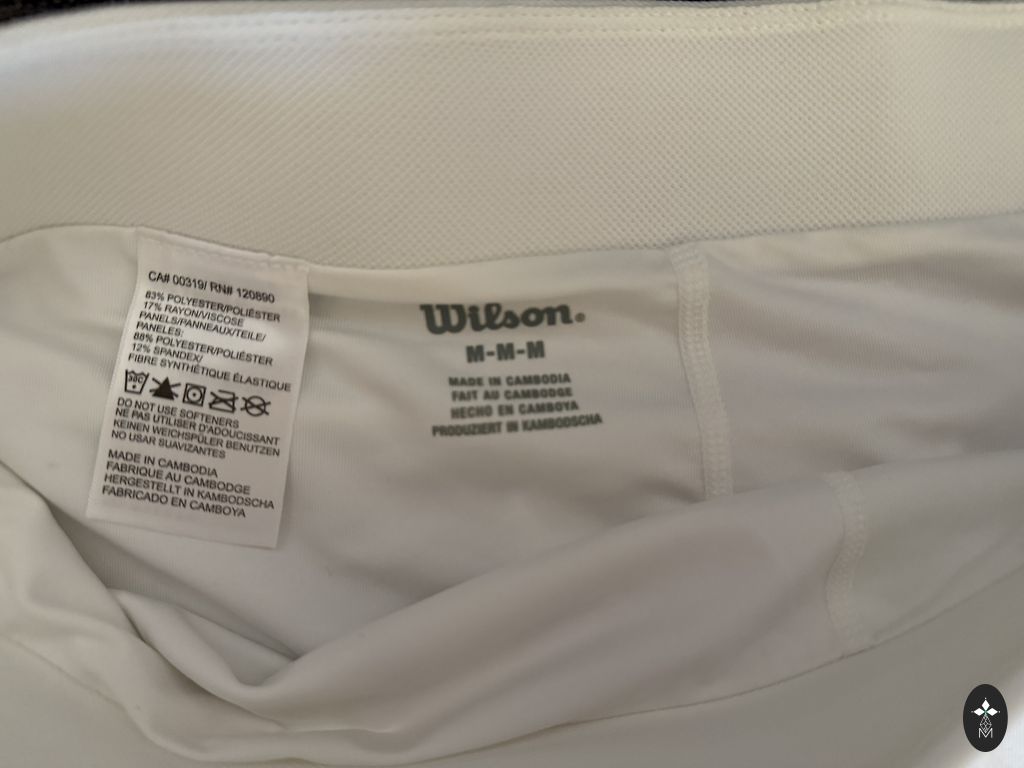 CA# 00319/ RN# 120890
83% POLYESTER/POLIÉSTER
17% RAYON/VISCOSE
PANELS/PANNEAUX/TEILE/
PANELES:
88% POLYESTER/POLIÉSTER
12% SPANDEX/
FIBRE SYNTHÉTIQUE ÉLASTIQUE
30C
DO NOT USE SOFTENERS
NE PAS UTILISER D'ADOUCISSANT
KEINEN WEICHSPÜLER BENUTZEN
NO USAR SUAVIZANTES
MADE IN CAMBODIA
FABRIQUE AU CAMBODGE
HERGESTELLT IN KAMBODSCHA
FABRICADO EN CAMBOYA
Wilson®
M-M-M
MADE IN CAMBODIA
FAIT AU CAMBODGE
HECHO EN CAMBOYA
PRODUZIERT IN KAMBODSCHA
M